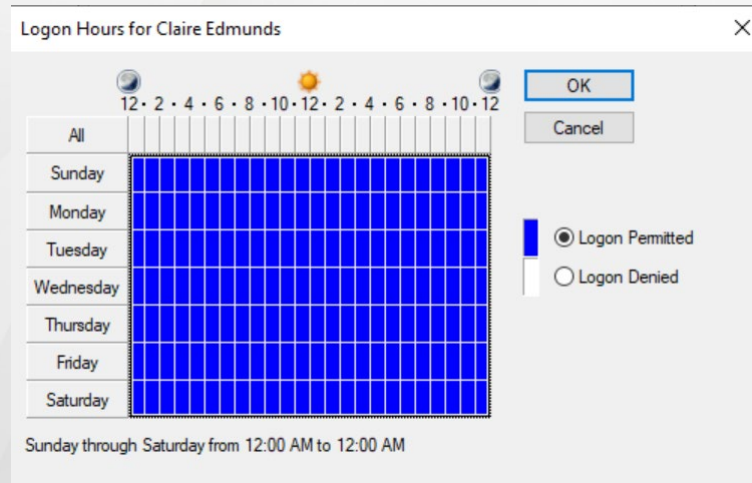 Logon Hours for Claire Edmunds
OK
12 · 2 · 4 · 6 · 8 · 10 · 12 · 2 · 4 · 6 · 8 · 10 · 12
Cancel
All
Sunday
Monday
Tuesday
Logon Permitted
Wednesday
Logon Denied
Thursday
Friday
Saturday
Sunday through Saturday from 12:00 AM to 12:00 AM